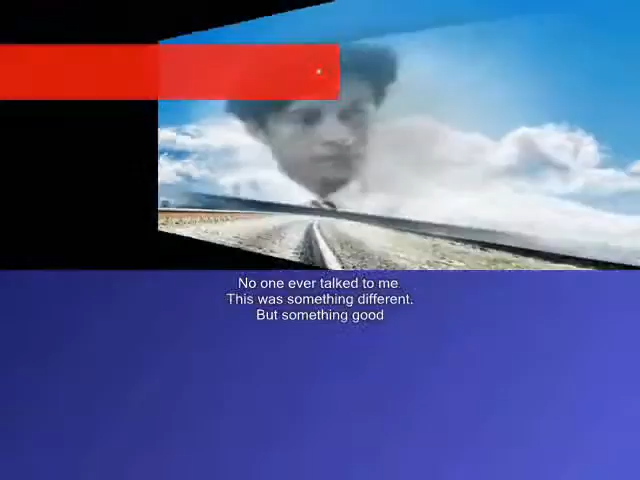 No one ever talked to me.
This was something different.
But something good